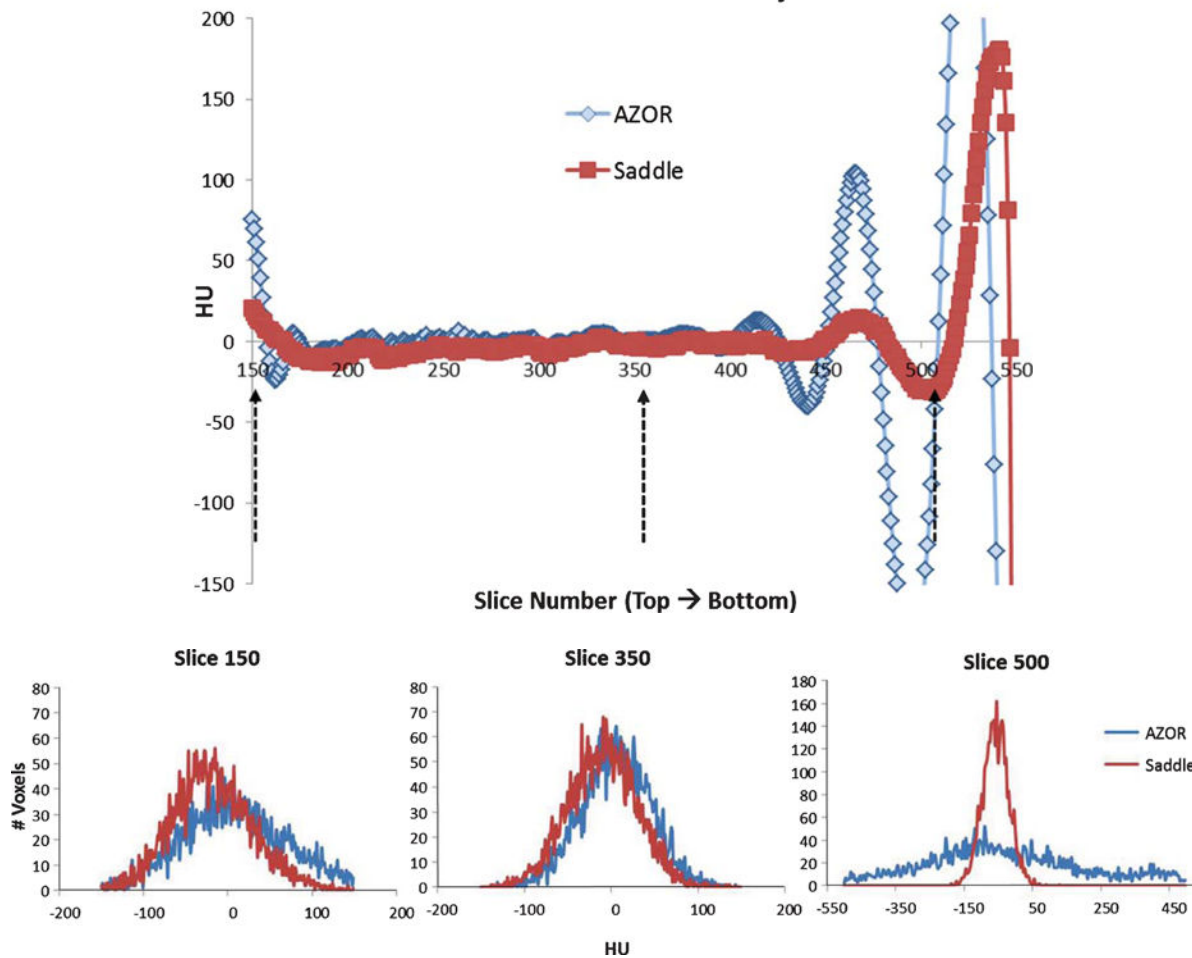 200
150
100
50
0
-50
-100
-150
HU
AZOR
Saddle
150 200 250 300 350 400 450 500 550
Slice Number (Top → Bottom)
Slice 150
80
70
60
50
40
30
20
10
0
# Voxels
-200 -100 0 100 200
Slice 350
80
70
60
50
40
30
20
10
0
-200 -100 0 100 200
HU
Slice 500
180
160
140
120
100
80
60
40
20
0
-550 -350 -150 50 250 450
AZOR
Saddle